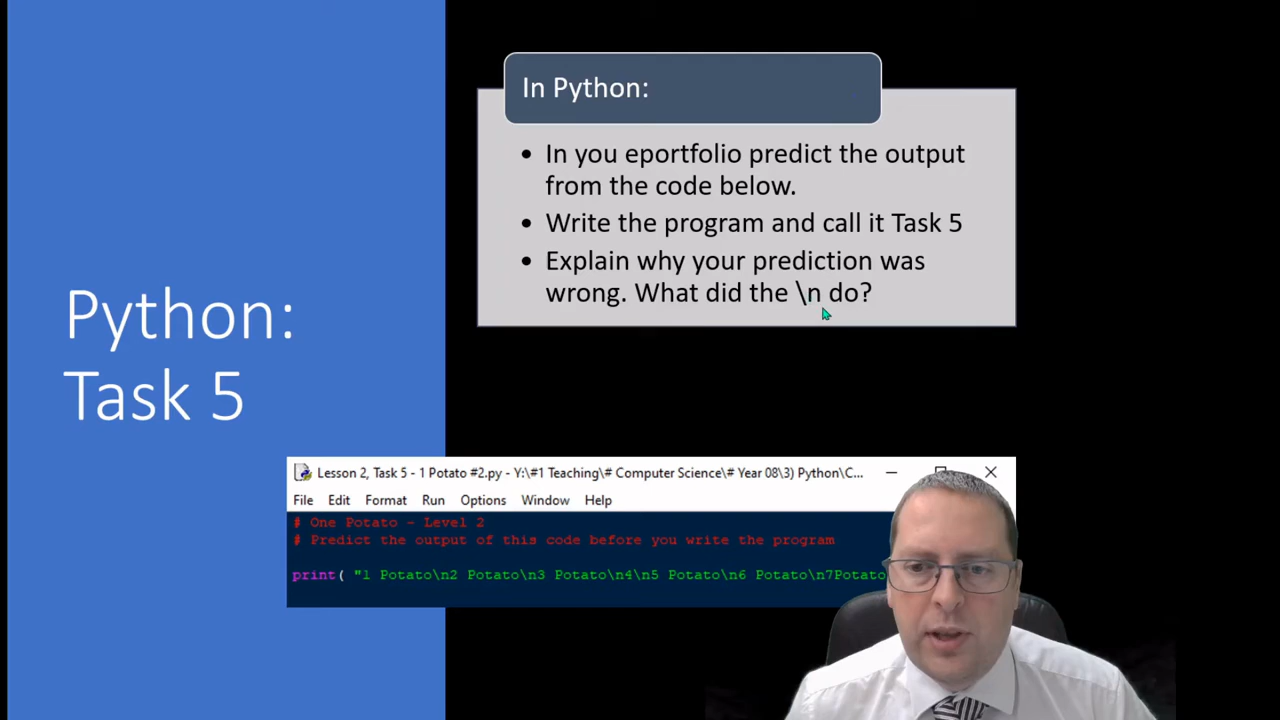 In Python:
• In you eportfolio predict the output
from the code below.
• Write the program and call it Task 5
• Explain why your prediction was
wrong. What did the \n do?
Python:
Task 5
Lesson 2, Task 5 - 1 Potato #2.py - Y:\#1 Teaching\# Computer Science\# Year 08\3) Python\C...
File Edit Format Run Options Window Help
# One Potato - Level 2
# Predict the output of this code before you write the program
print( "1 Potato\n2 Potato\n3 Potato\n4\n5 Potato\n6 Potato\n7Potato